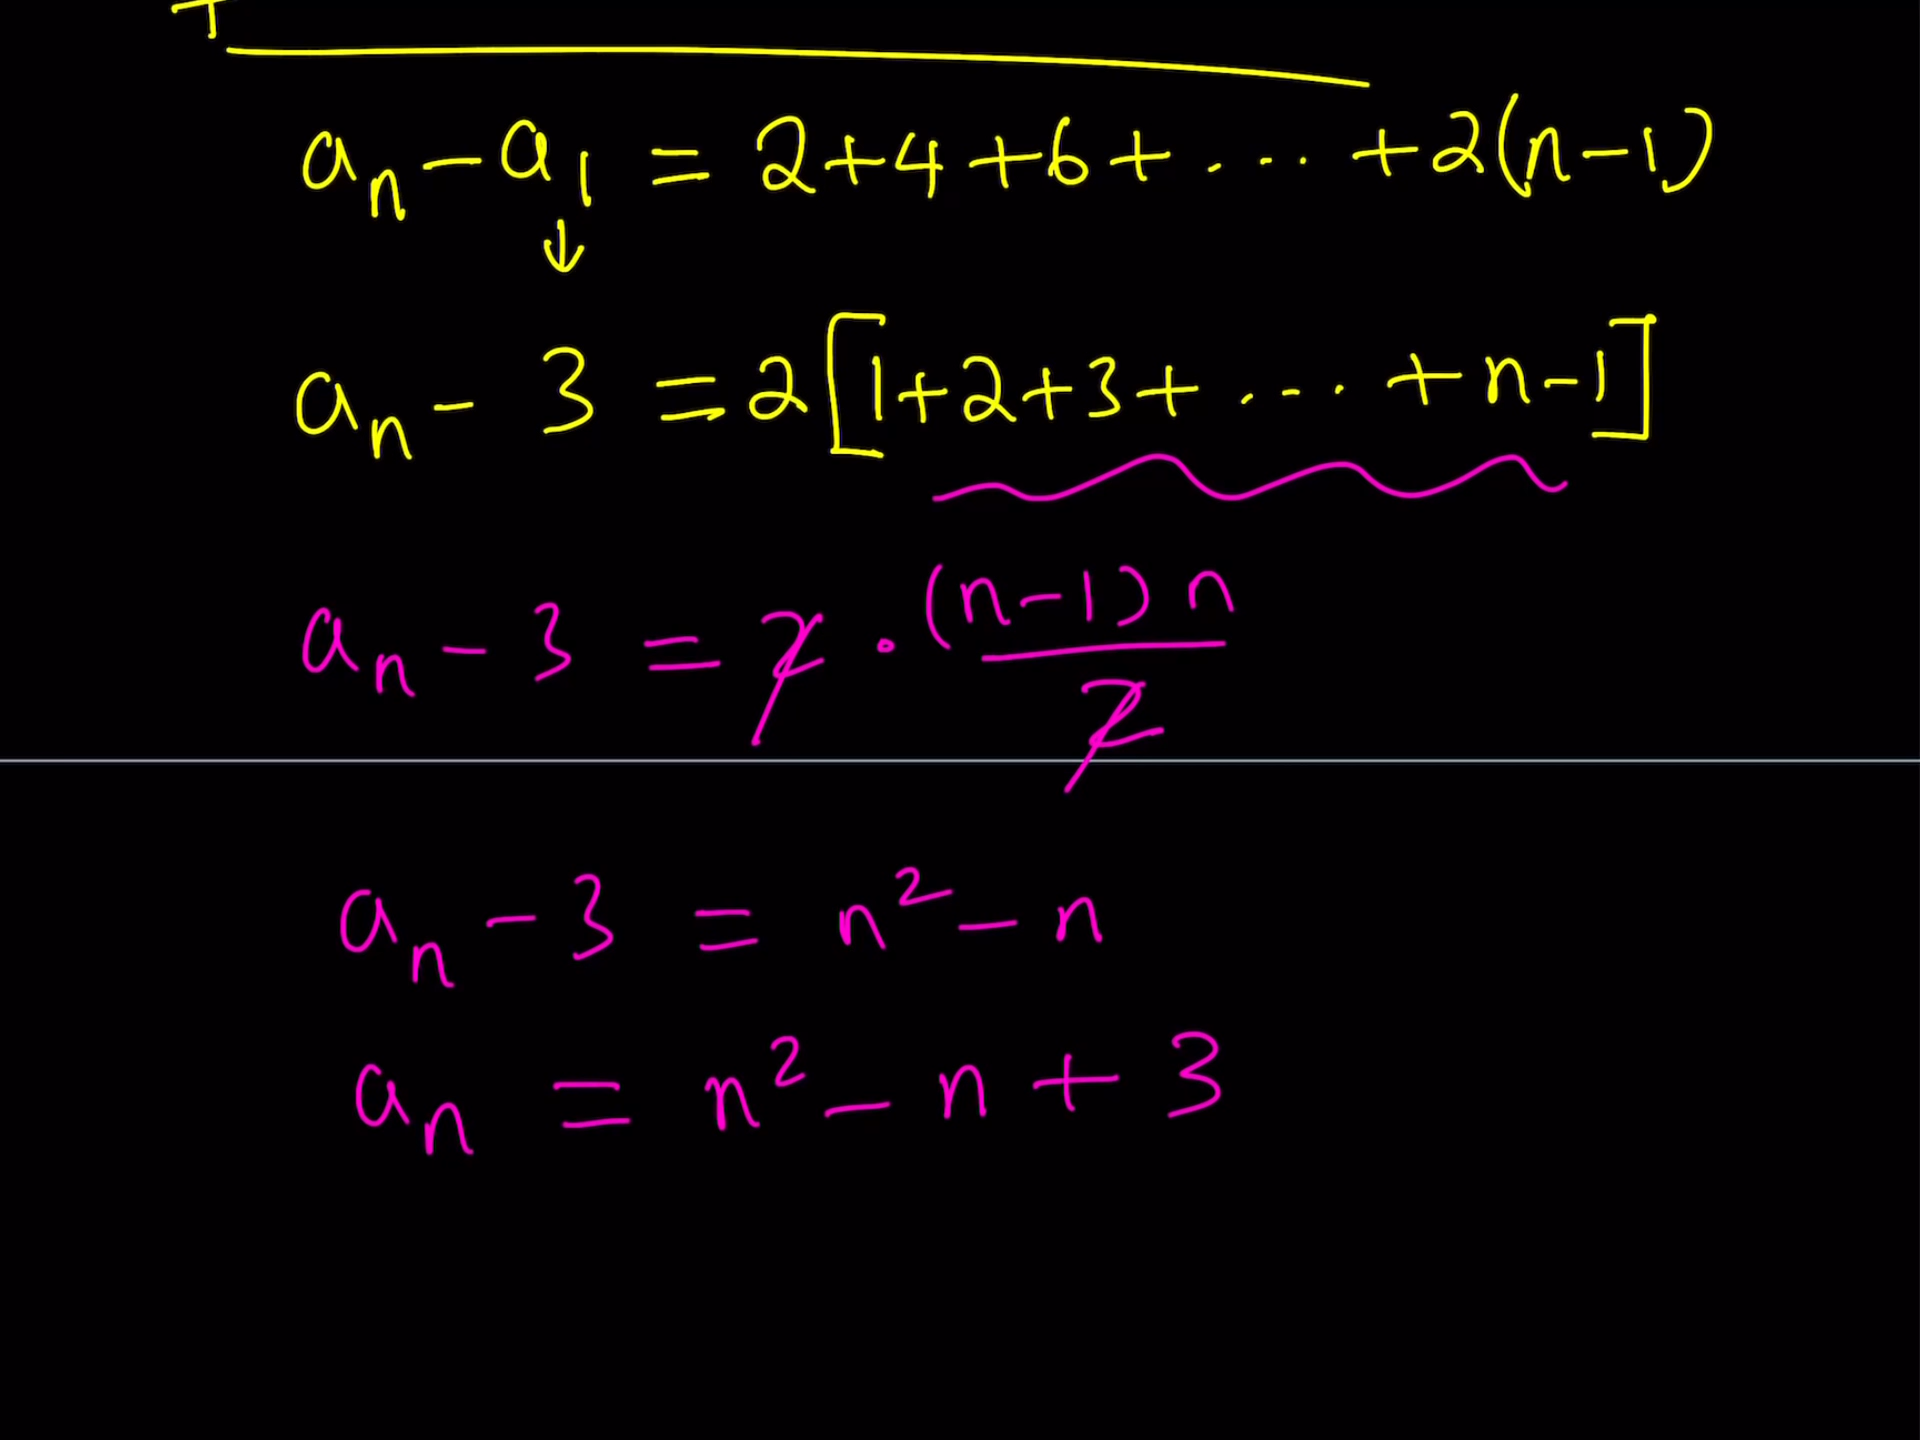 +
aₙ - a₁ = 2+4+6+ ... +2(n-1)
↓
aₙ - 3 = 2[1+2+3+ ... +n-1]
aₙ - 3 = 2 · (n-1)n / 2
aₙ - 3 = n² - n
aₙ = n² - n + 3